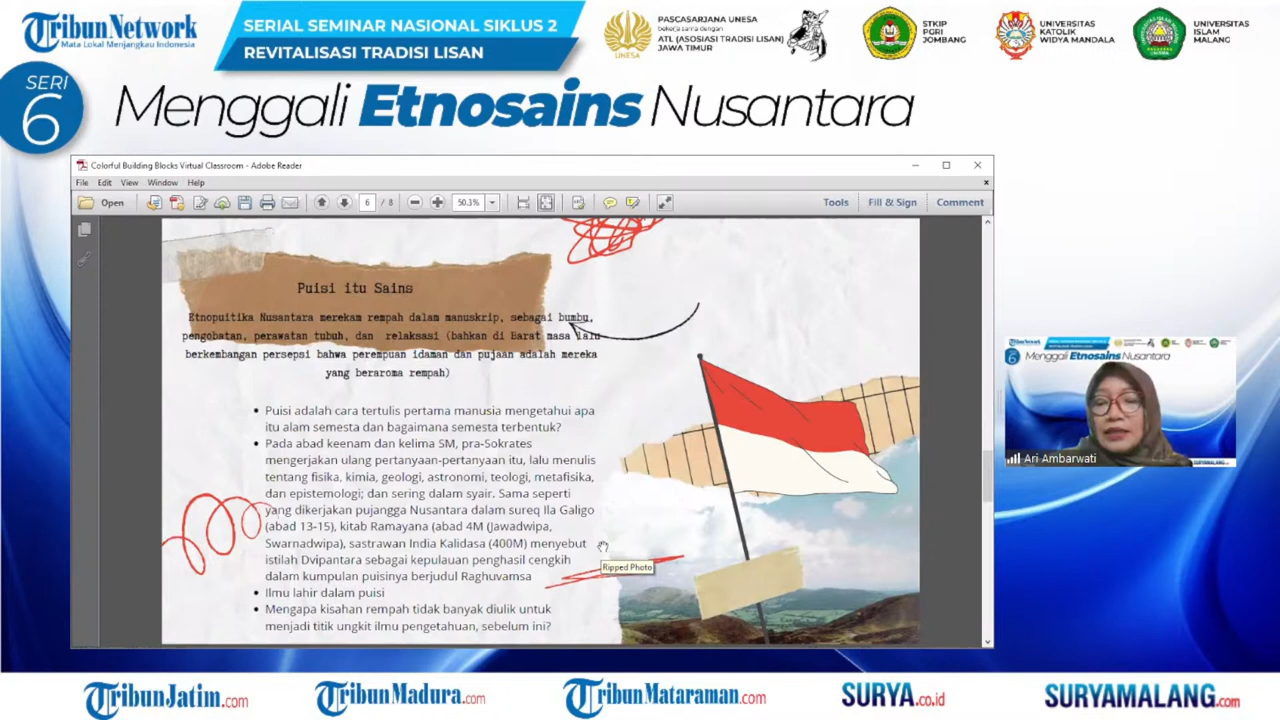 Tribun Network
Mata Lokal Menjangkau Indonesia
SERIAL SEMINAR NASIONAL SIKLUS 2
REVITALISASI TRADISI LISAN
UNESA
PASCASARJANA UNESA
bekerja sama dengan
ATL (ASOSIASI TRADISI LISAN)
JAWA TIMUR
STKIP
PGRI
JOMBANG
UNIVERSITAS
KATOLIK
WIDYA MANDALA
UNIVERSITAS
ISLAM
MALANG
SERI
6
Menggali Etnosains Nusantara
Colorful Building Blocks Virtual Classroom - Adobe Reader
File Edit View Window Help
Open 6 / 8 50.3% Tools Fill & Sign Comment
Puisi itu Sains
Etnopuitika Nusantara merekam rempah dalam manuskrip, sebagai bumbu,
pengobatan, perawatan tubuh, dan relaksasi (bahkan di Barat masa lalu
berkembangan persepsi bahwa perempuan idaman dan pujaan adalah mereka
yang beraroma rempah)
• Puisi adalah cara tertulis pertama manusia mengetahui apa
itu alam semesta dan bagaimana semesta terbentuk?
• Pada abad keenam dan kelima SM, pra-Sokrates
mengerjakan ulang pertanyaan-pertanyaan itu, lalu menulis
tentang fisika, kimia, geologi, astronomi, teologi, metafisika,
dan epistemologi; dan sering dalam syair. Sama seperti
yang dikerjakan pujangga Nusantara dalam sureq Ila Galigo
(abad 13-15), kitab Ramayana (abad 4M (Jawadwipa,
Swarnadwipa), sastrawan India Kalidasa (400M) menyebut
istilah Dvipantara sebagai kepulauan penghasil cengkih
dalam kumpulan puisinya berjudul Raghuvamsa
• Ilmu lahir dalam puisi
• Mengapa kisahan rempah tidak banyak diulik untuk
menjadi titik ungkit ilmu pengetahuan, sebelum ini?
Ripped Photo
Menggali Etnosains Nusantara
Ari Ambarwati
SURYAMALANG.com
TribunJatim.com
TribunMadura.com
TribunMataraman.com
SURYA.co.id
SURYAMALANG.com